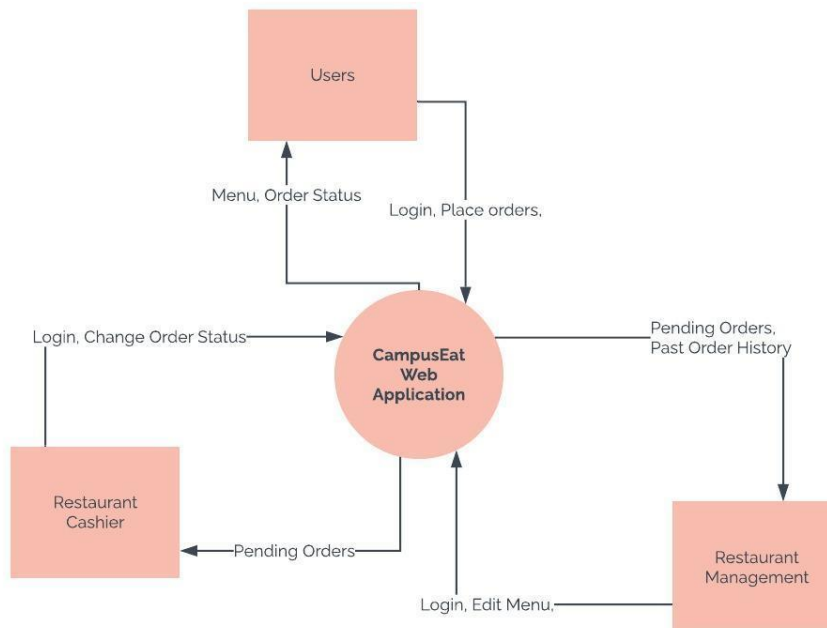 Users
Menu, Order Status
Login, Place orders,
Login, Change Order Status
CampusEat
Web
Application
Pending Orders,
Past Order History
Restaurant
Cashier
Pending Orders
Restaurant
Management
Login, Edit Menu,